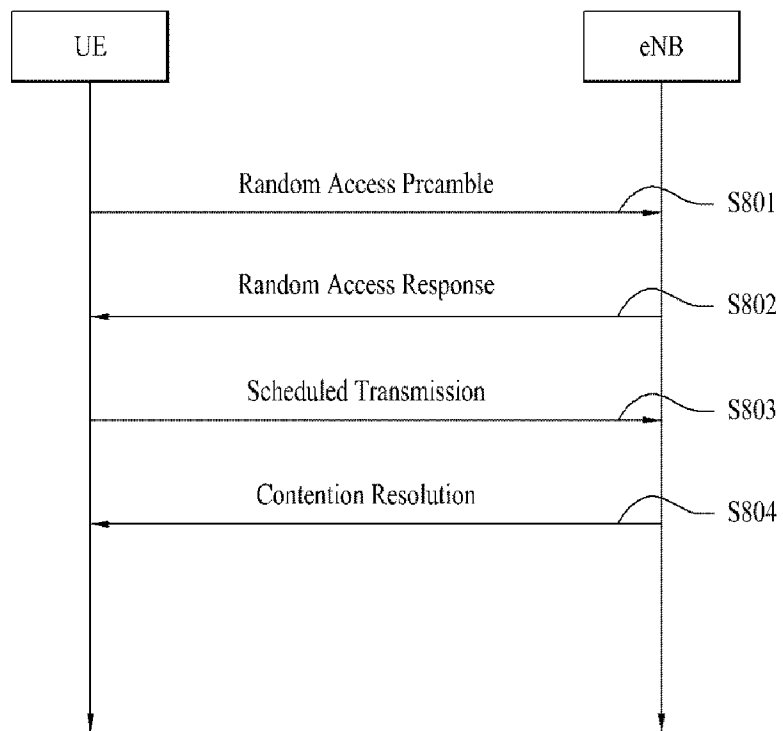 UE
eNB
Random Access Prcamble
S801
Random Access Response
S802
Scheduled Transmission
S803
Contention Resolution
S804